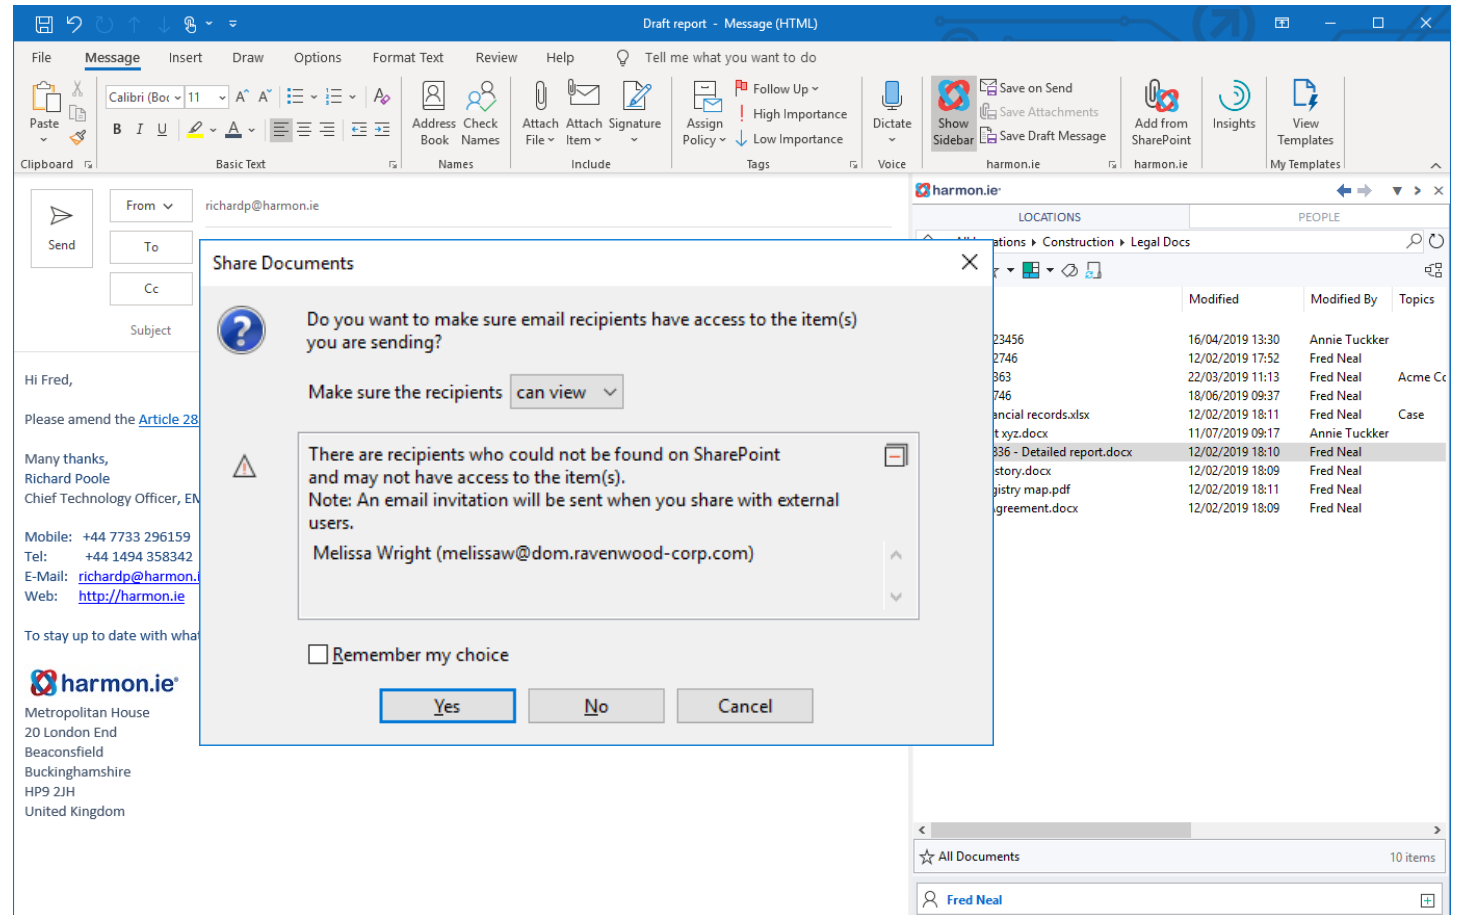 Draft report - Message (HTML)
File Message Insert Draw Options Format Text Review Help Tell me what you want to do
Paste
Clipboard
Calibri (Boc 11
B I U
Basic Text
Address Book
Check Names
Names
Attach File
Attach Item
Signature
Include
Assign Policy
Follow Up
High Importance
Low Importance
Tags
Dictate
Voice
Show Sidebar
Save on Send
Save Attachments
Save Draft Message
harmon.ie
Add from SharePoint
harmon.ie
Insights
View Templates
My Templates
Send
From
richardp@harmon.ie
To
Cc
Subject
Hi Fred,
Please amend the Article 28
Many thanks,
Richard Poole
Chief Technology Officer, EM
Mobile: +44 7733 296159
Tel: +44 1494 358342
E-Mail: richardp@harmon.i
Web: http://harmon.ie
To stay up to date with what
harmon.ie
Metropolitan House
20 London End
Beaconsfield
Buckinghamshire
HP9 2JH
United Kingdom
Share Documents
Do you want to make sure email recipients have access to the item(s)
you are sending?
Make sure the recipients can view
There are recipients who could not be found on SharePoint
and may not have access to the item(s).
Note: An email invitation will be sent when you share with external
users.
Melissa Wright (melissaw@dom.ravenwood-corp.com)
Remember my choice
Yes No Cancel
harmon.ie
LOCATIONS PEOPLE
ations Construction Legal Docs
Modified Modified By Topics
23456 16/04/2019 13:30 Annie Tuckker
2746 12/02/2019 17:52 Fred Neal
363 22/03/2019 11:13 Fred Neal Acme Cc
746 18/06/2019 09:37 Fred Neal
ancial records.xlsx 12/02/2019 18:11 Fred Neal Case
t xyz.docx 11/07/2019 09:17 Annie Tuckker
336 - Detailed report.docx 12/02/2019 18:10 Fred Neal
story.docx 12/02/2019 18:09 Fred Neal
gistry map.pdf 12/02/2019 18:11 Fred Neal
greement.docx 12/02/2019 18:09 Fred Neal
All Documents 10 items
Fred Neal